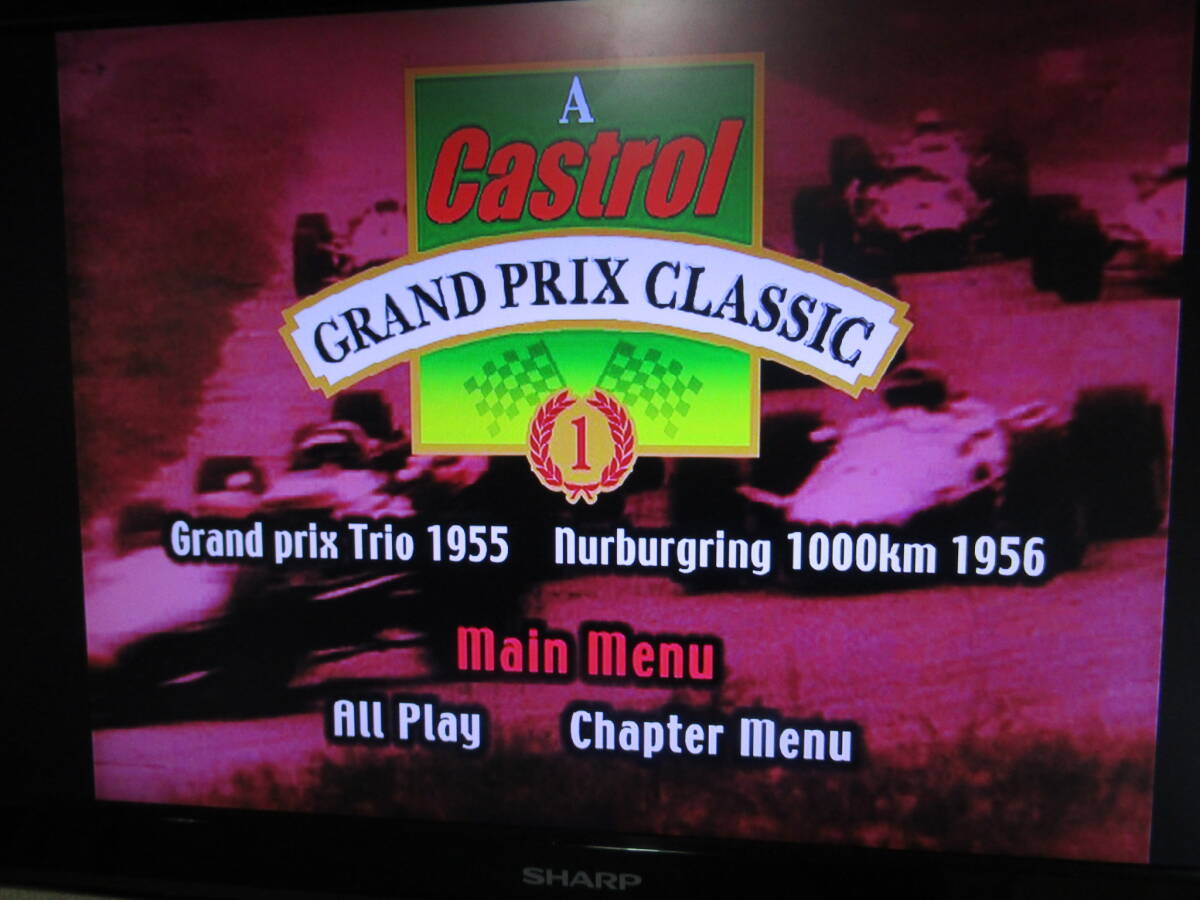 A
Castrol
GRAND PRIX CLASSIC
1
Grand prix Trio 1955 Nurburgring 1000km 1956
Main Menu
All Play Chapter Menu
SHARP